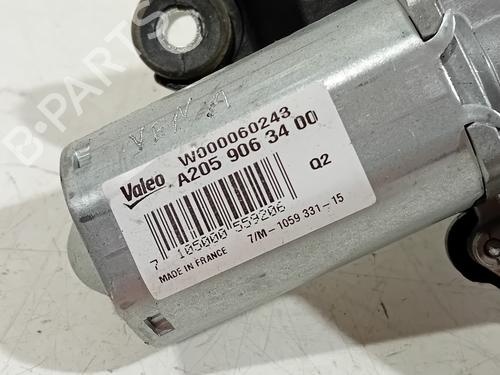 Valeo
W000060243
A205 906 34 00
Q2
7 105000 559206
MADE IN FRANCE 7/M-1059 331-15
B-PARTS